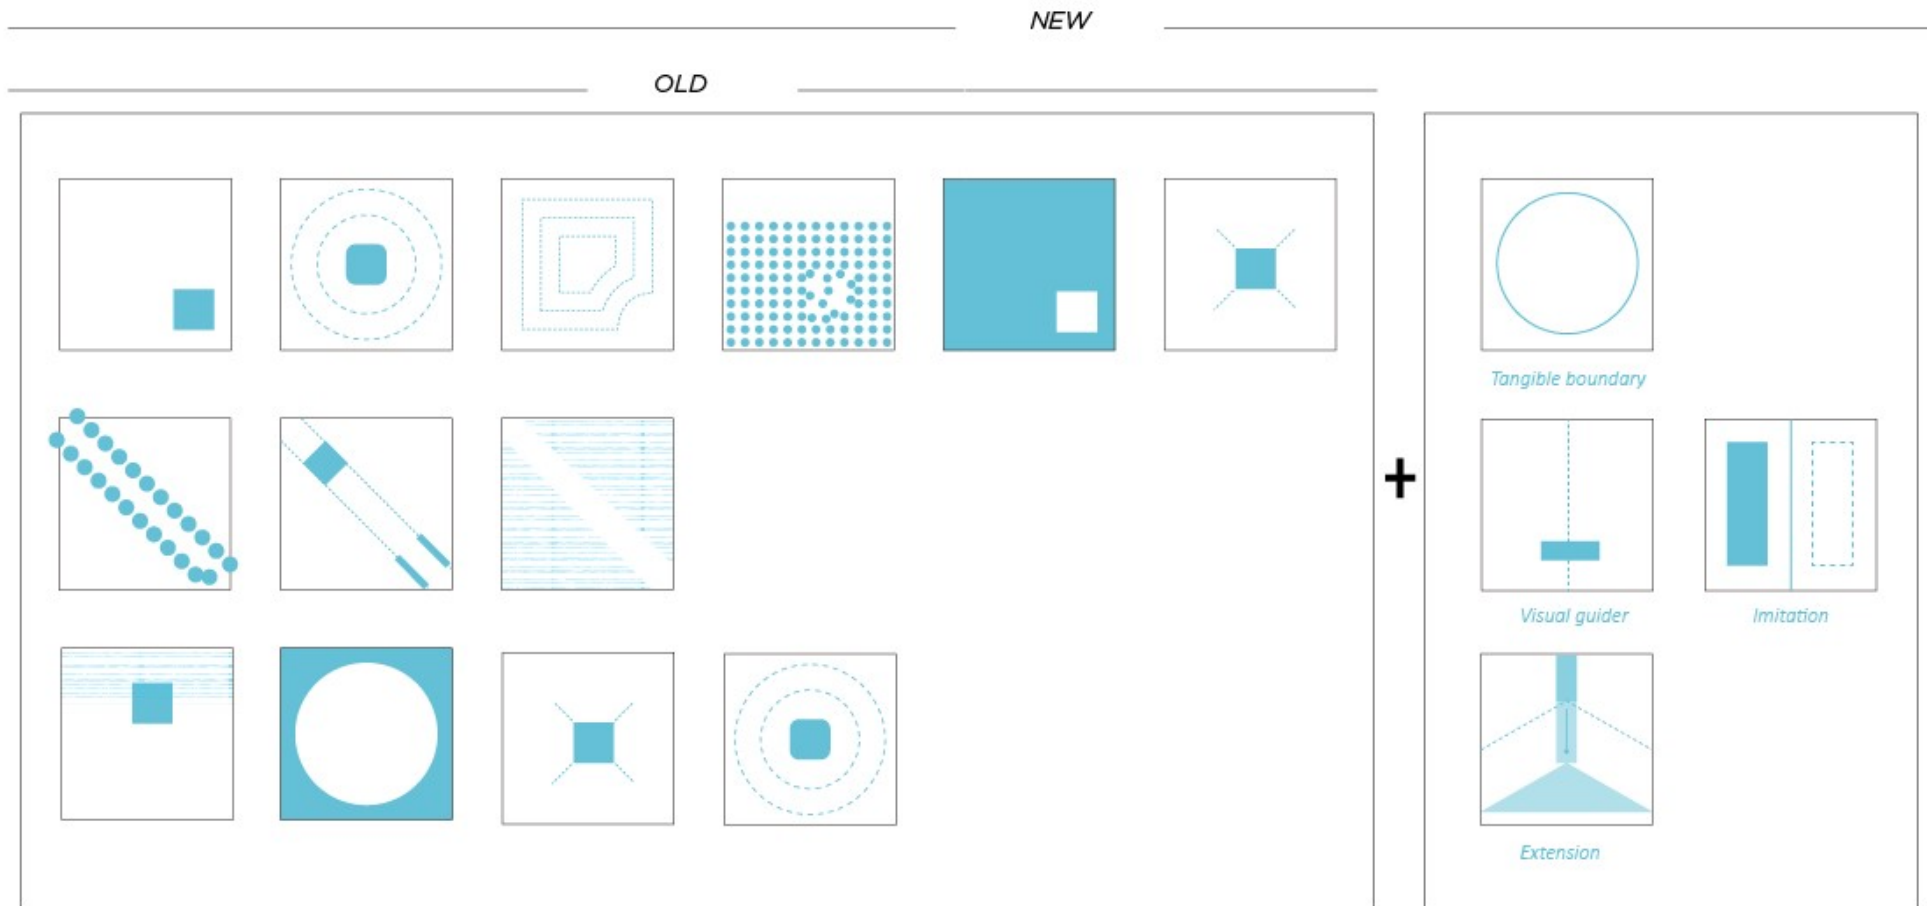 NEW
OLD
Tangible boundary
+
Visual guider
Imitation
Extension